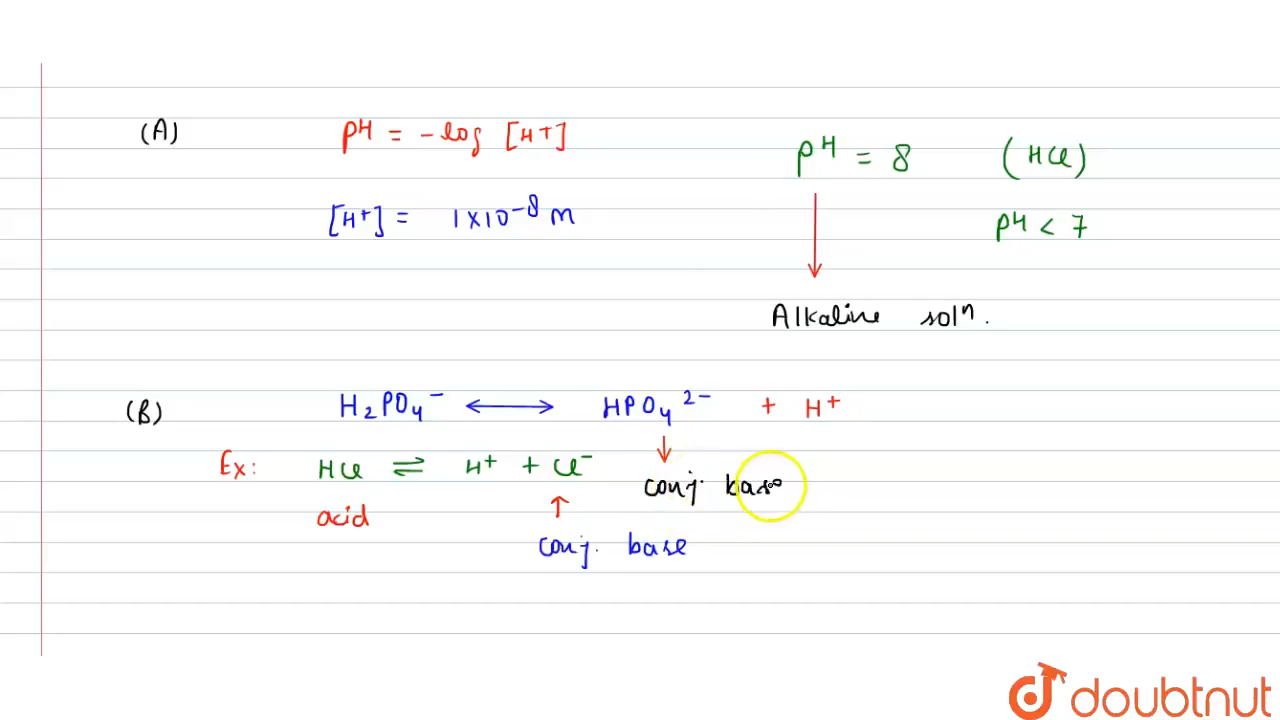 (A) pH = -log [H+]
pH = 8 (HCl)
[H+] = 1×10⁻⁸ M
pH < 7
Alkaline solⁿ.
(B) H₂PO₄⁻ ⟷ HPO₄²⁻ + H⁺
Ex: HCl ⇌ H⁺ + Cl⁻
↓
conj. base
acid
↑
conj. base
doubtnut